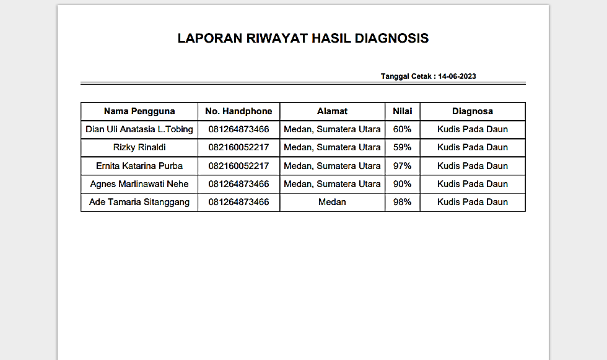 LAPORAN RIWAYAT HASIL DIAGNOSIS
Tanggal Cetak : 14-06-2023
Nama Pengguna No. Handphone Alamat Nilai Diagnosa
Dian Uli Anatasia L.Tobing 081264873466 Medan, Sumatera Utara 60% Kudis Pada Daun
Rizky Rinaldi 082160052217 Medan, Sumatera Utara 59% Kudis Pada Daun
Ernita Katarina Purba 082160052217 Medan, Sumatera Utara 97% Kudis Pada Daun
Agnes Marlinawati Nehe 081264873466 Medan, Sumatera Utara 90% Kudis Pada Daun
Ade Tamaria Sitanggang 081264873466 Medan 98% Kudis Pada Daun